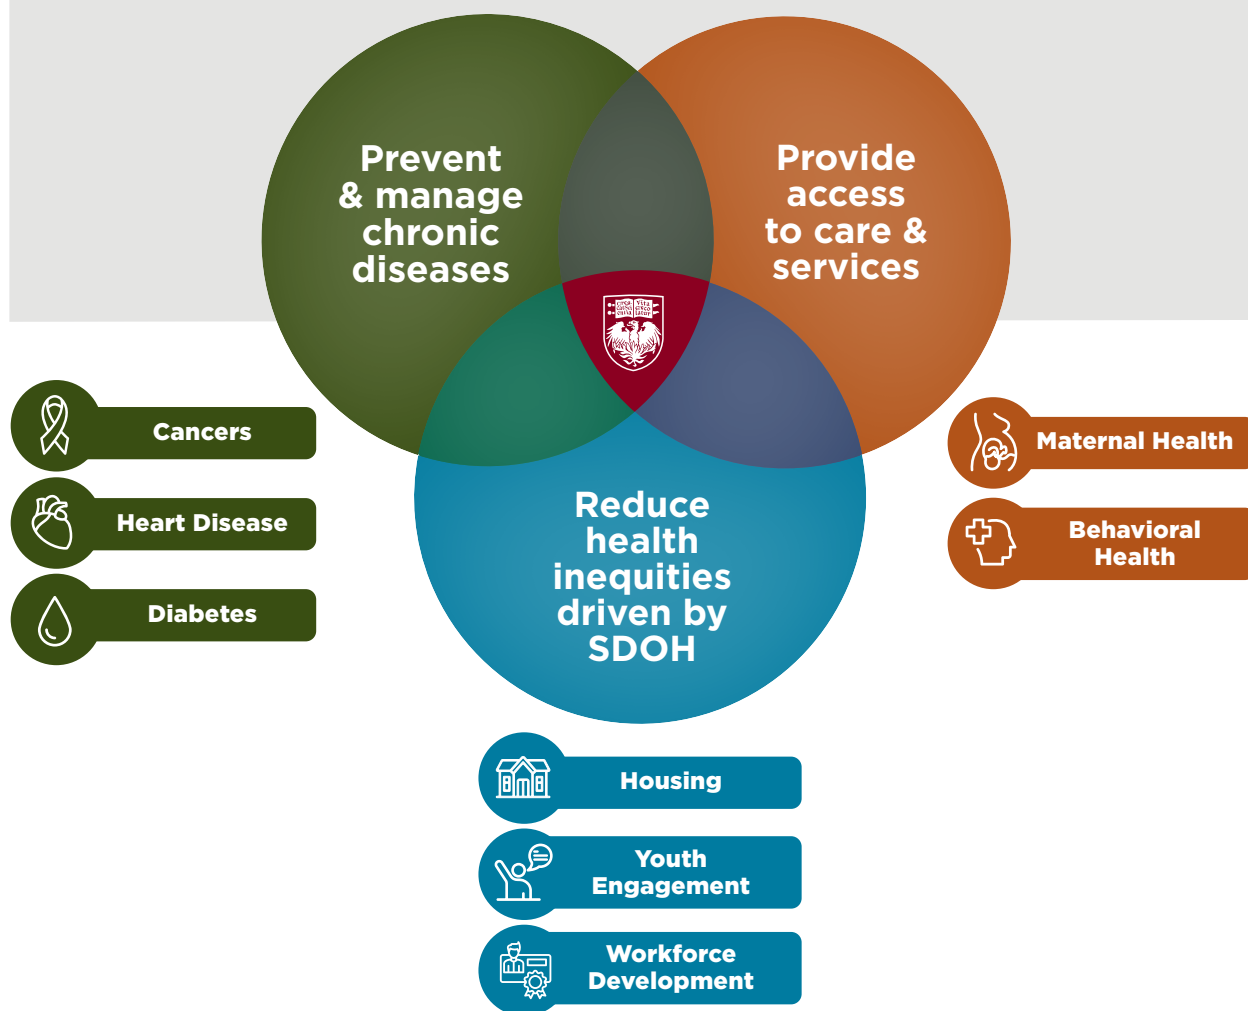 Prevent
& manage
chronic
diseases
Provide
access
to care &
services
Reduce
health
inequities
driven by
SDOH
Cancers
Heart Disease
Diabetes
Maternal Health
Behavioral
Health
Housing
Youth
Engagement
Workforce
Development